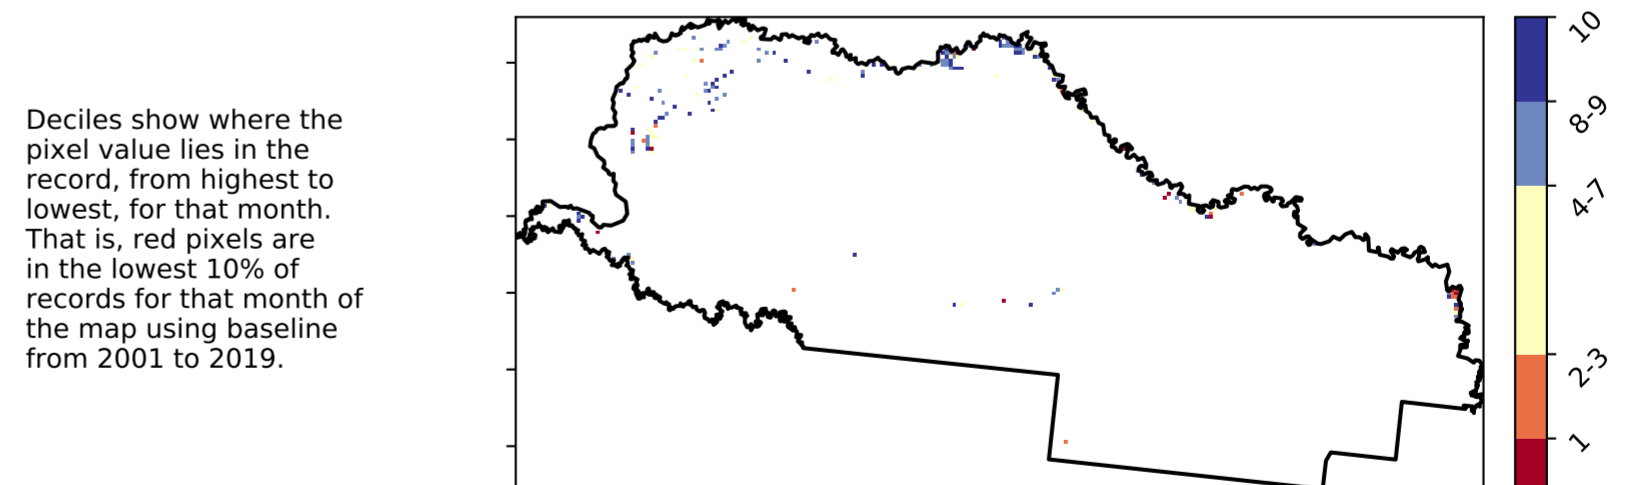 Deciles show where the
pixel value lies in the
record, from highest to
lowest, for that month.
That is, red pixels are
in the lowest 10% of
records for that month of
the map using baseline
from 2001 to 2019.
10
8-9
4-7
2-3
1